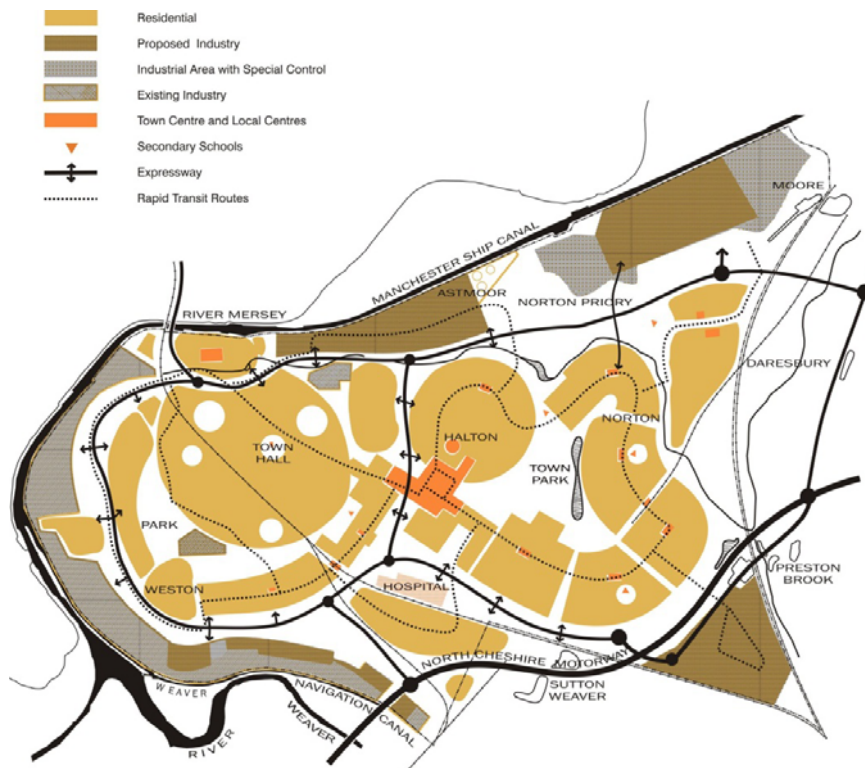 Residential
Proposed Industry
Industrial Area with Special Control
Existing Industry
Town Centre and Local Centres
Secondary Schools
Expressway
Rapid Transit Routes
MOORE
MANCHESTER SHIP CANAL
ASTMOOR
NORTON PRIORY
RIVER MERSEY
DARESBURY
NORTON
HALTON
TOWN
HALL
TOWN
PARK
PARK
PRESTON
BROOK
WESTON
HOSPITAL
NORTH CHESHIRE MOTORWAY
SUTTON
WEAVER
WEAVER
NAVIGATION CANAL
RIVER
WEAVER